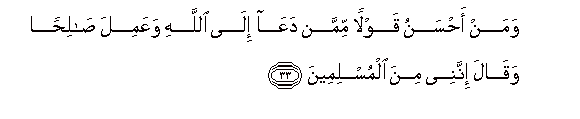 وَمَنْ أَحْسَنُ قَوْلًا مِّمَّن دَعَآ إِلَى ٱللَّهِ وَعَمِلَ صَـٰلِحًا
وَقَالَ إِنَّنِى مِنَ ٱلْمُسْلِمِينَ ٣٣